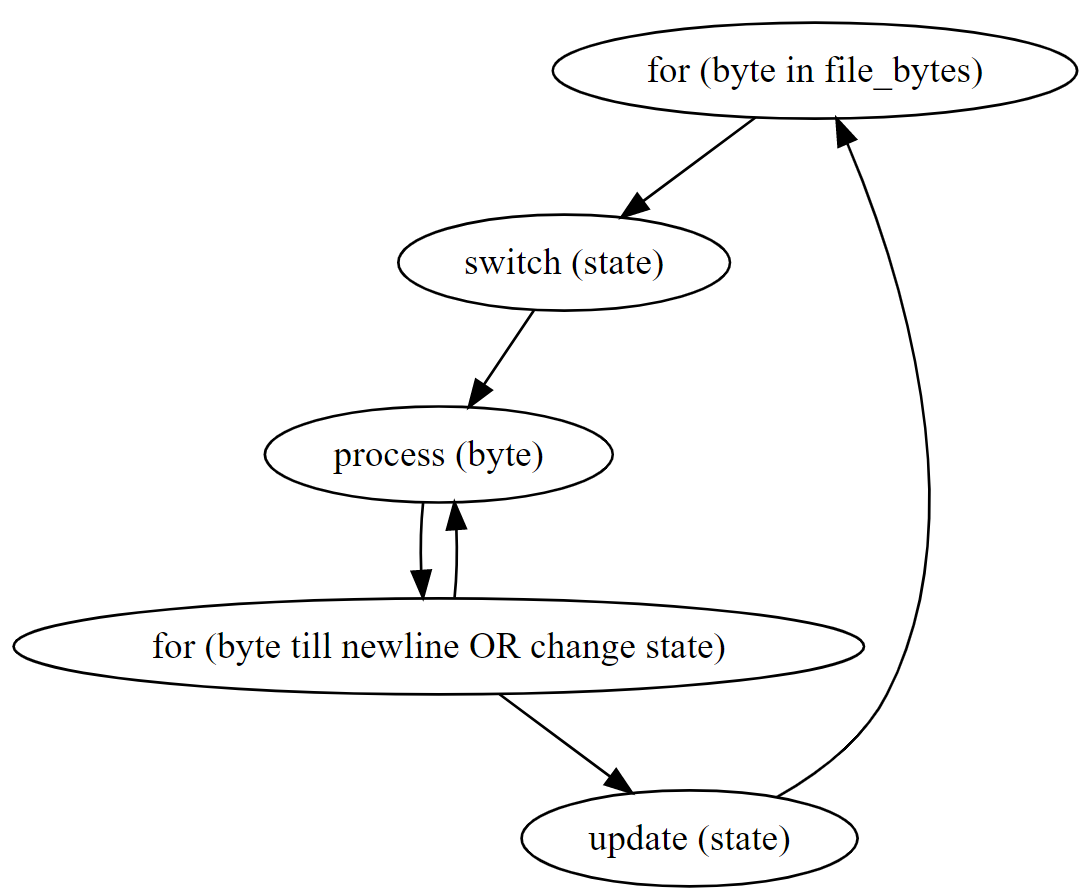 for (byte in file_bytes)
switch (state)
process (byte)
for (byte till newline OR change state)
update (state)